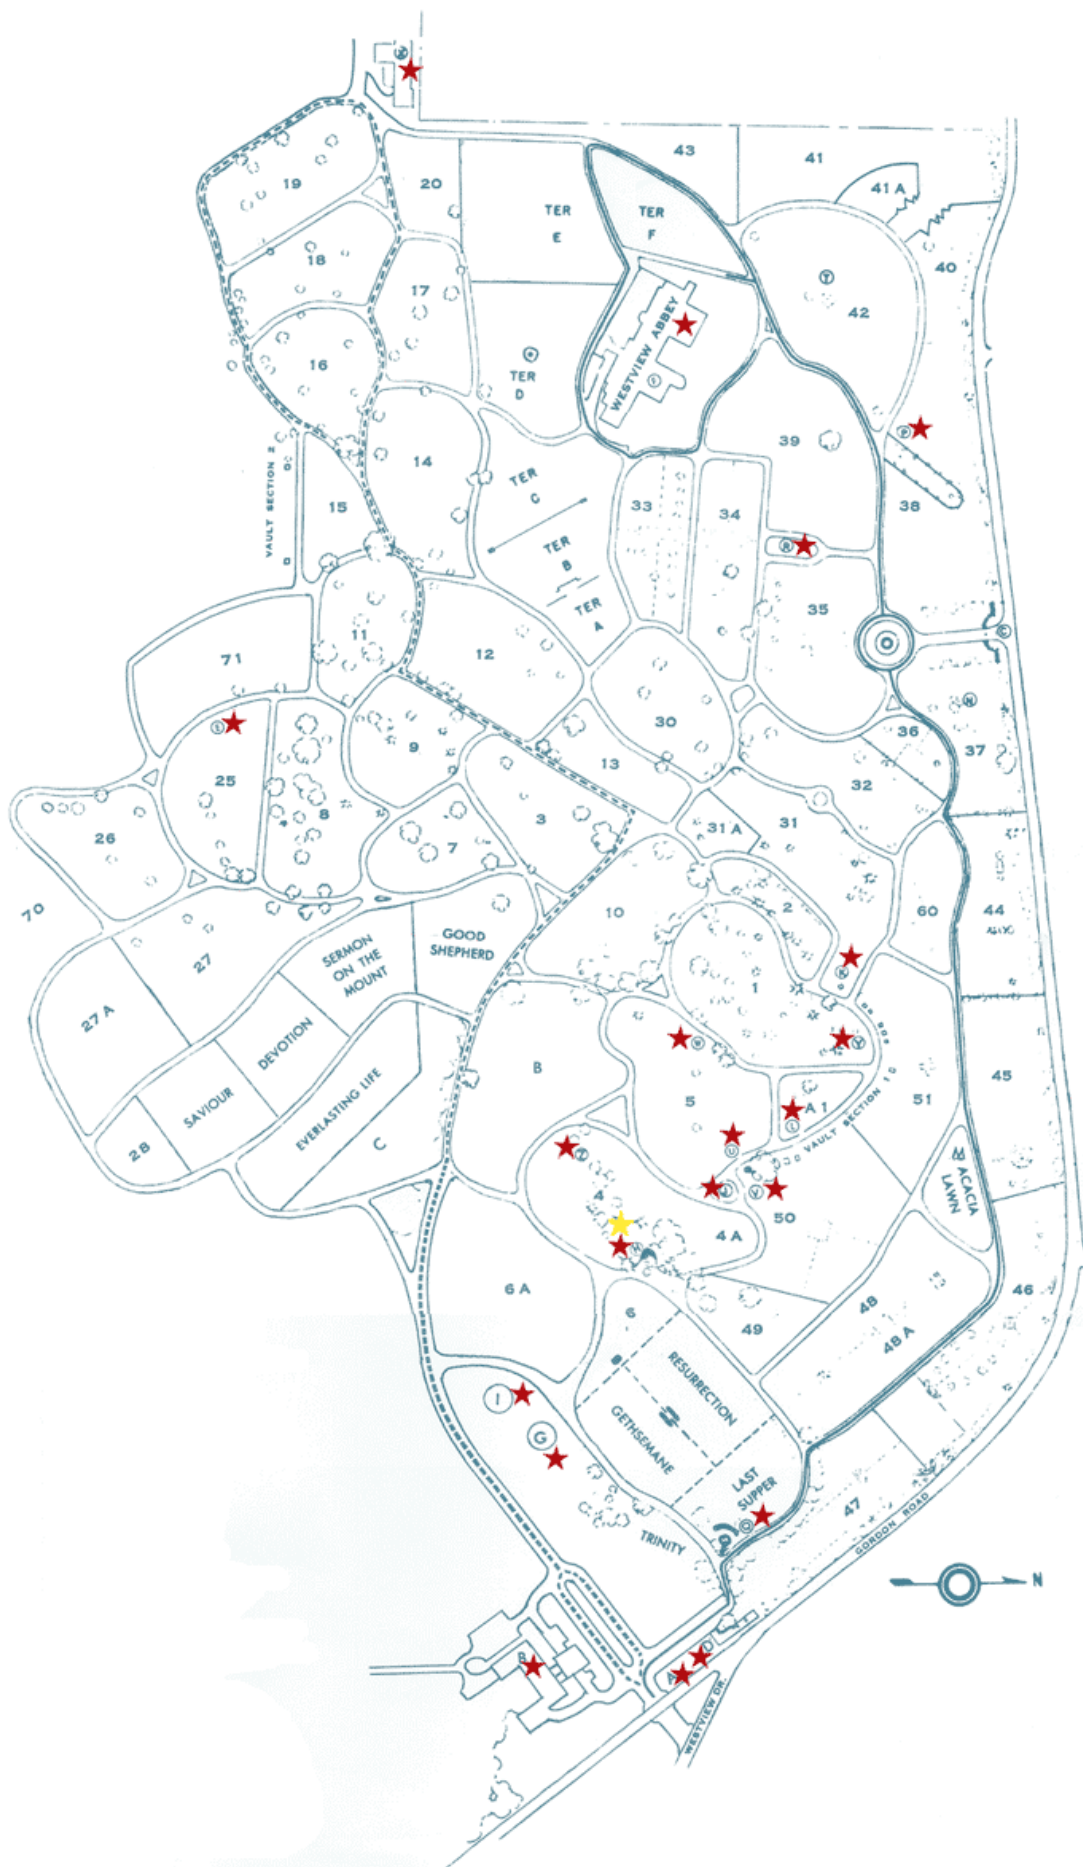 43
41
19
20
41 A
TER
E
TER
F
40
18
17
42
WESTVIEW ABBEY
16
TER
D
39
14
TER
C
33
34
38
VAULT SECTION 2
15
TER
B
TER
A
R
35
C
11
12
71
30
N
36
37
9
13
25
32
8
3
31 A
31
26
7
70
10
2
60
44
GOOD
SHEPHERD
SERMON
ON THE
MOUNT
27
1
27 A
DEVOTION
B
5
45
51
SAVIOUR
EVERLASTING LIFE
A 1
L
VAULT SECTION 10
28
C
U
Z
J
V
ACACIA
LAWN
4
50
4 A
H
6 A
46
6
49
48
48 A
RESURRECTION
GETHSEMANE
I
G
LAST
SUPPER
47
GORDON ROAD
TRINITY
N
B
D
A
WESTVIEW DR.